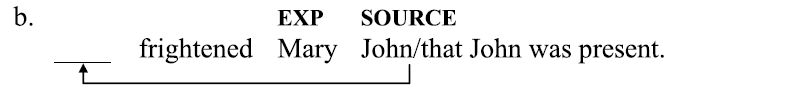 b. EXP SOURCE
____ frightened Mary John/that John was present.